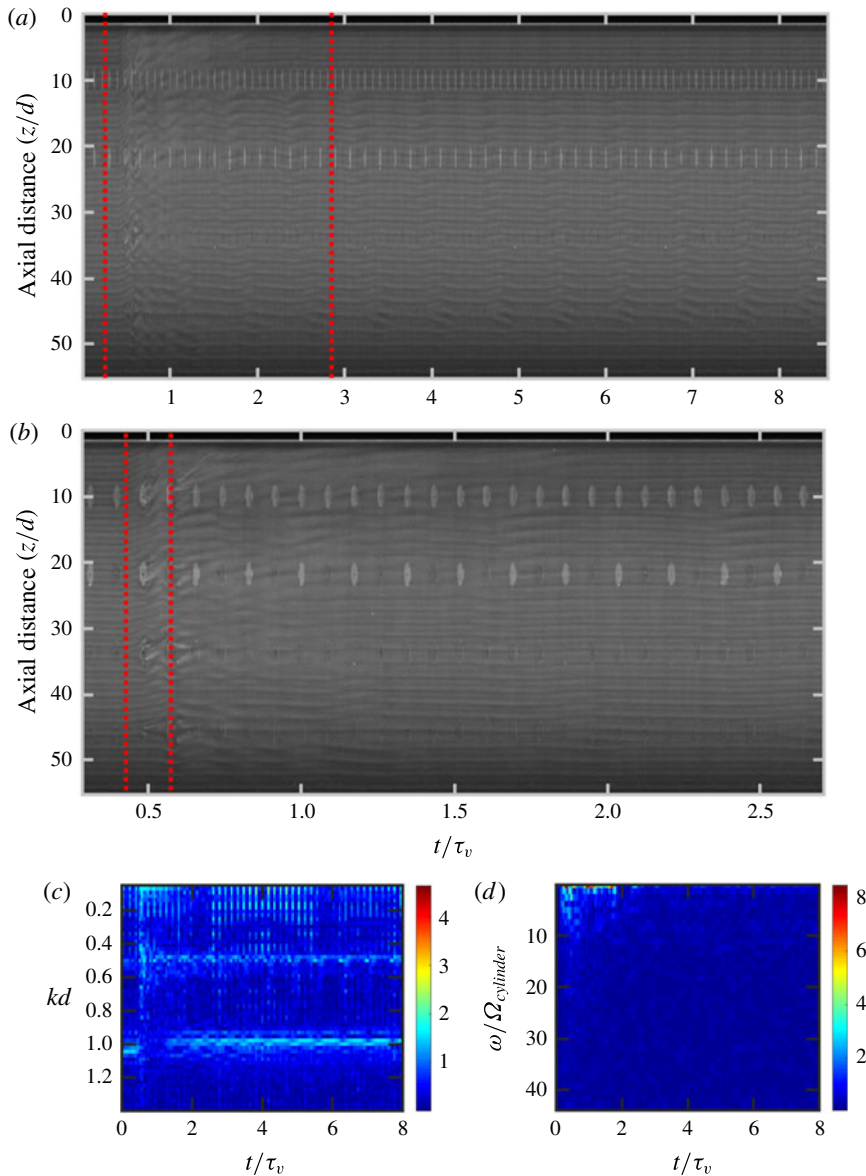 (a)
0
10
20
30
40
50
Axial distance (z/d)
1 2 3 4 5 6 7 8
(b)
0
10
20
30
40
50
Axial distance (z/d)
0.5 1.0 1.5 2.0 2.5
t/τv
(c)
0.2
0.4
0.6
0.8
1.0
1.2
kd
0 2 4 6 8
t/τv
4
3
2
1
(d)
10
20
30
40
ω/Ωcylinder
0 2 4 6 8
t/τv
8
6
4
2